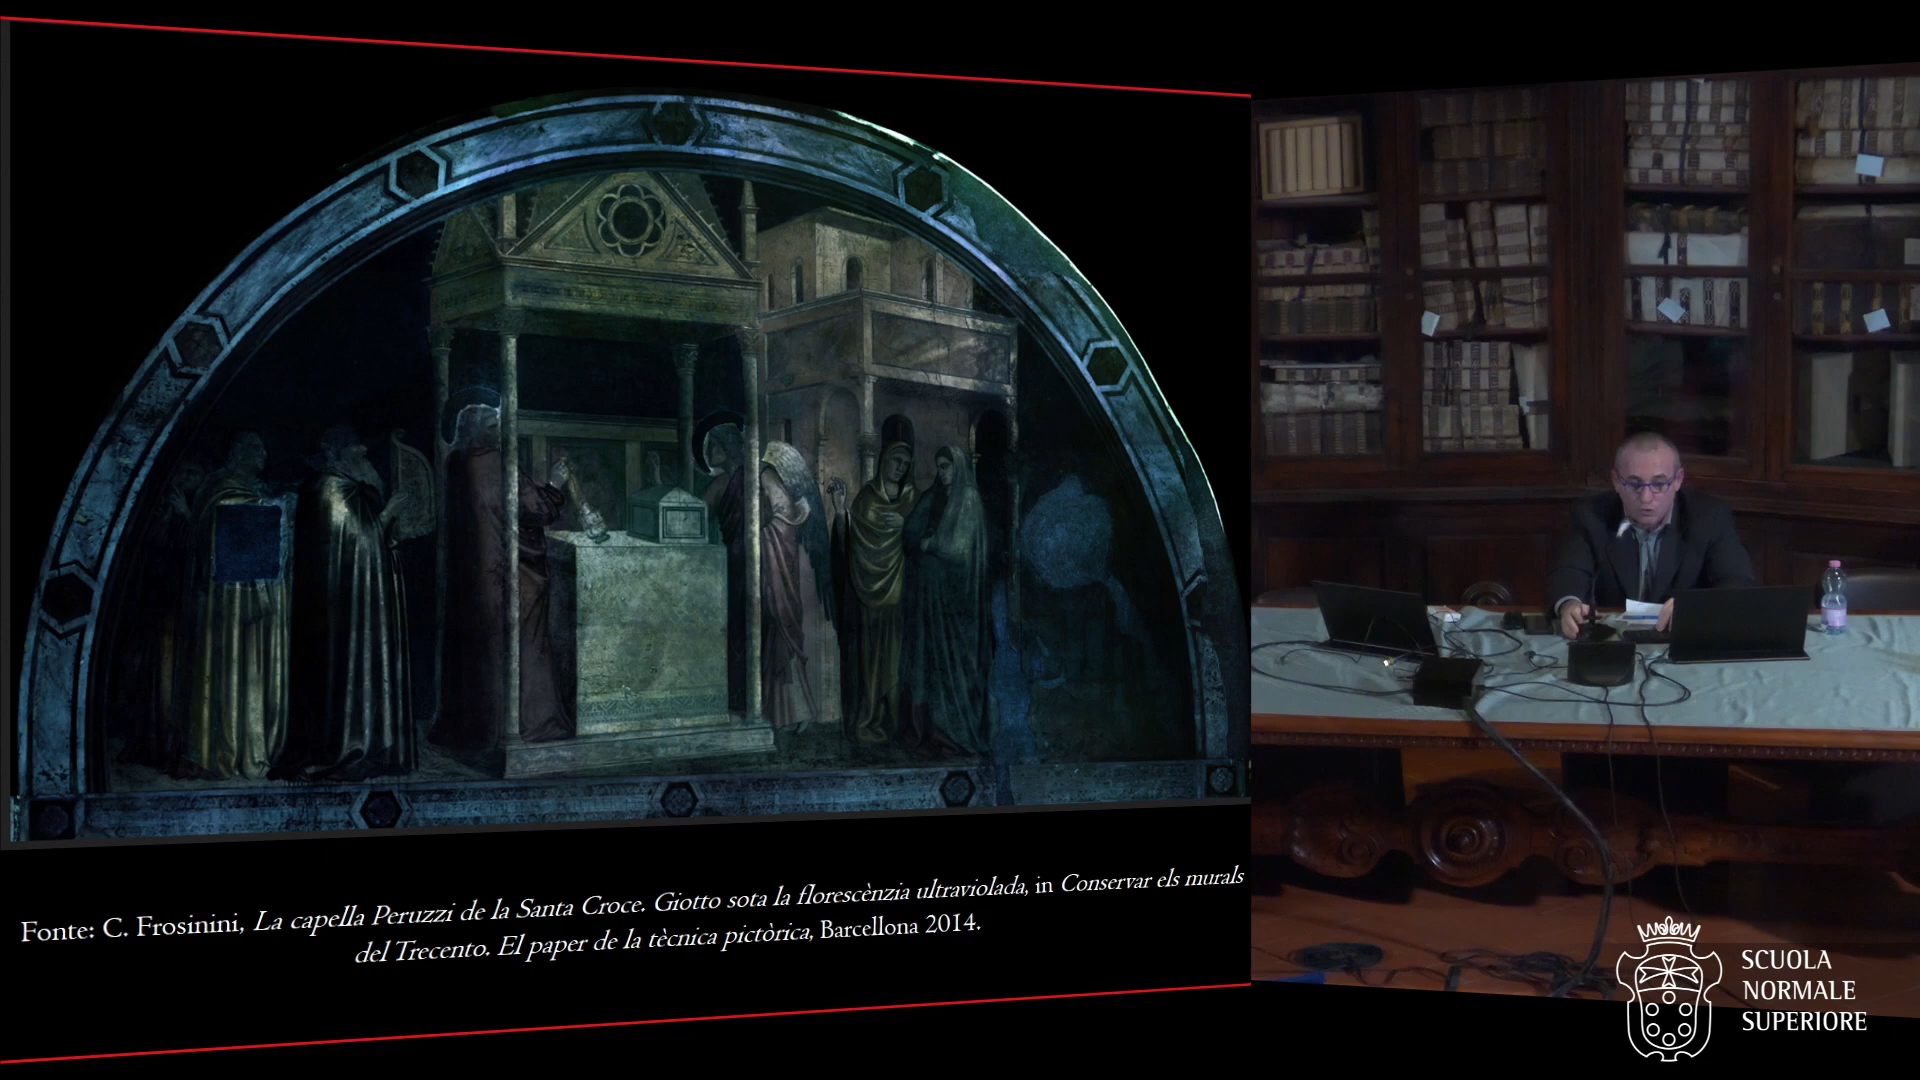 Fonte: C. Frosinini, La capella Peruzzi de la Santa Croce. Giotto sota la florescènzia ultraviolada, in Conservar els murals
del Trecento. El paper de la tècnica pictòrica, Barcellona 2014.
SCUOLA
NORMALE
SUPERIORE